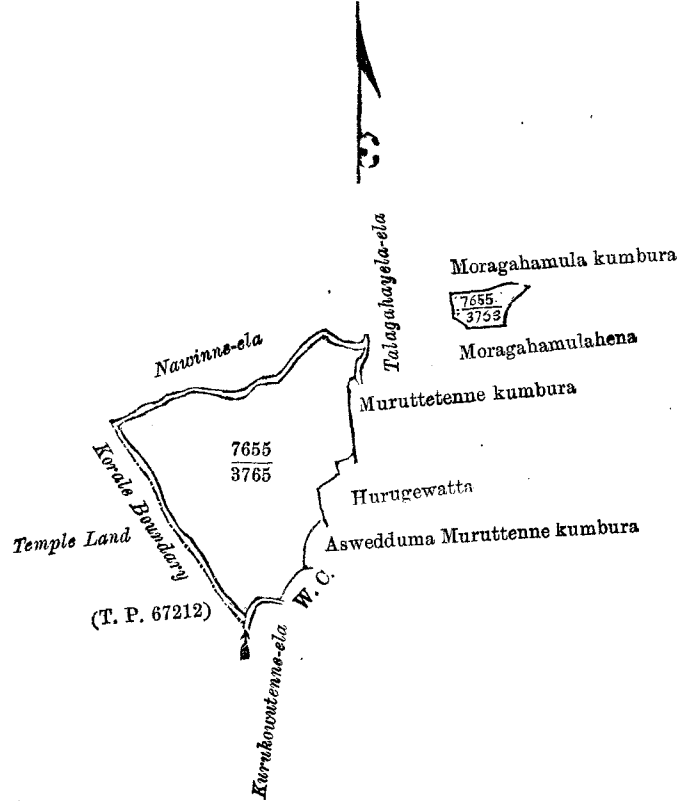 Talagahayela-ela
Moragahamula kumbura
7655
3753
Moragahamulahena
Nawinne-ela
Muruttetenne kumbura
7655
3765
Korale Boundary
Hurugewatta
Temple Land
Aswedduma Muruttenne kumbura
W. C.
(T. P. 67212)
Kurukowutenne-ela